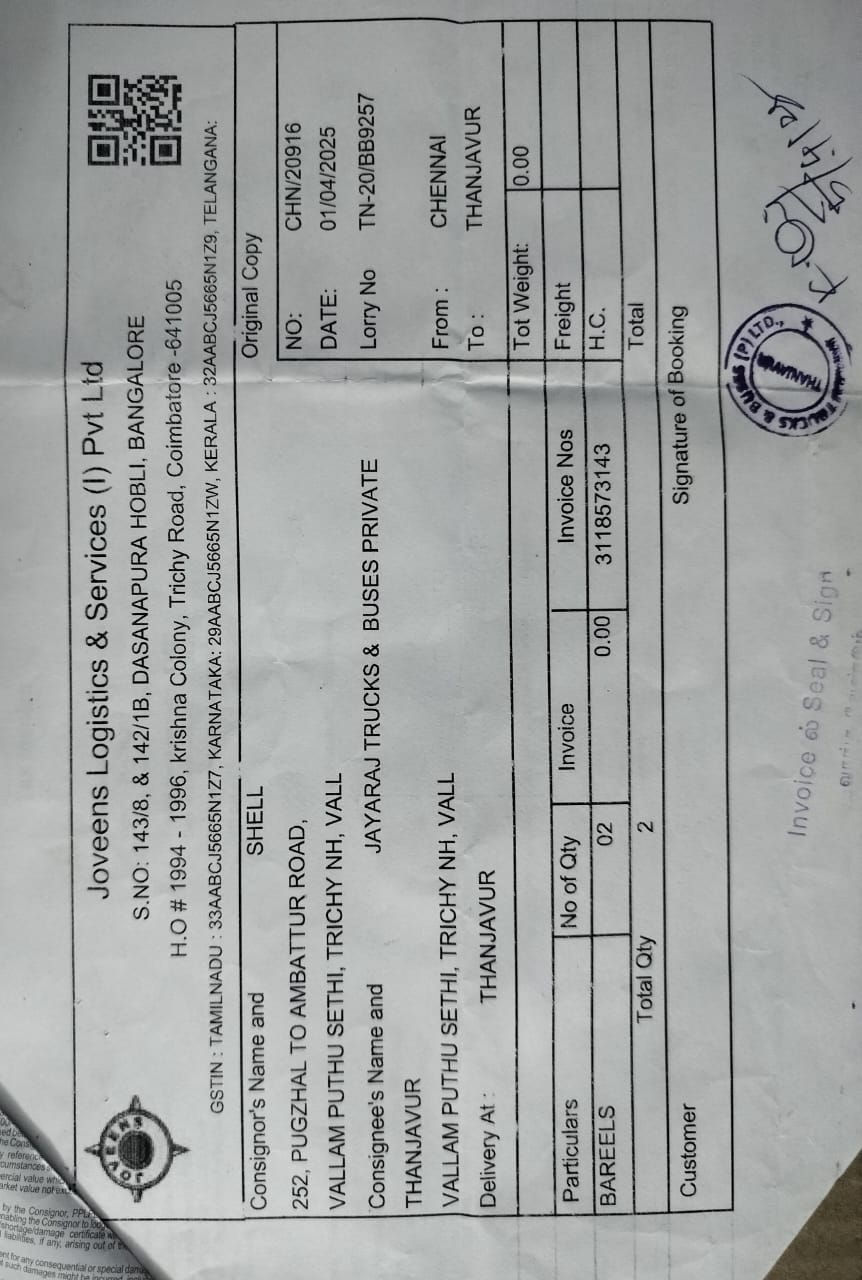 Joveens Logistics & Services (I) Pvt Ltd
S.NO: 143/8, & 142/1B, DASANAPURA HOBLI, BANGALORE
H.O # 1994 - 1996, krishna Colony, Trichy Road, Coimbatore -641005
GSTIN : TAMILNADU : 33AABCJ5665N1Z7, KARNATAKA: 29AABCJ5665N1ZW, KERALA : 32AABCJ5665N1Z9, TELANGANA:
JOVEENS
Consignor's Name and SHELL Original Copy
252, PUGZHAL TO AMBATTUR ROAD, NO: CHN/20916
VALLAM PUTHU SETHI, TRICHY NH, VALL DATE: 01/04/2025
Consignee's Name and JAYARAJ TRUCKS & BUSES PRIVATE Lorry No TN-20/BB9257
THANJAVUR
VALLAM PUTHU SETHI, TRICHY NH, VALL From : CHENNAI
Delivery At : THANJAVUR To : THANJAVUR
Tot Weight: 0.00
Particulars No of Qty Invoice Invoice Nos Freight
BAREELS 02 0.00 3118573143 H.C.
Total Qty 2 Total
Customer Signature of Booking
TRUCKS & BUSES (P) LTD.,
THANJAVUR
Invoice ல் Seal & Sign